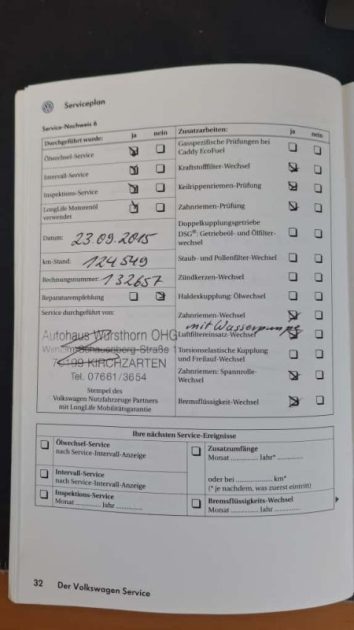 Serviceplan
Service-Nachweis 6
Durchgeführt wurde: ja nein
Ölwechsel-Service
Intervall-Service
Inspektions-Service
LongLife Motorenöl
verwendet
Datum: 23.09.2015
km-Stand: 124549
Rechnungsnummer: 132657
Reparaturempfehlung
Service durchgeführt von:
Autohaus Wursthorn OHG
79199 KIRCHZARTEN
Tel. 07661/3654
Stempel des
Volkswagen Nutzfahrzeuge Partners
mit LongLife Mobilitätsgarantie
Zusatzarbeiten: ja nein
Gasspezifische Prüfungen bei
Caddy EcoFuel
Kraftstofffilter-Wechsel
Keilrippenriemen-Prüfung
Zahnriemen-Prüfung
Doppelkupplungsgetriebe
DSG®: Getriebeöl- und Ölfilter-
wechsel
Staub- und Pollenfilter-Wechsel
Zündkerzen-Wechsel
Haldexkupplung: Ölwechsel
Zahnriemen-Wechsel
mit Wasserpumpe
Luftfiltereinsatz-Wechsel
Torsionselastische Kupplung
und Freilauf-Wechsel
Zahnriemen: Spannrolle-
Wechsel
Bremsflüssigkeit-Wechsel
Ihre nächsten Service-Ereignisse
Ölwechsel-Service
nach Service-Intervall-Anzeige
Intervall-Service
nach Service-Intervall-Anzeige
Inspektions-Service
Monat ............ Jahr ............
Zusatzumfänge
Monat ............ Jahr* ............
oder bei ............ km*
(* je nachdem, was zuerst eintritt)
Bremsflüssigkeits-Wechsel
Monat ............ Jahr ............
32 Der Volkswagen Service